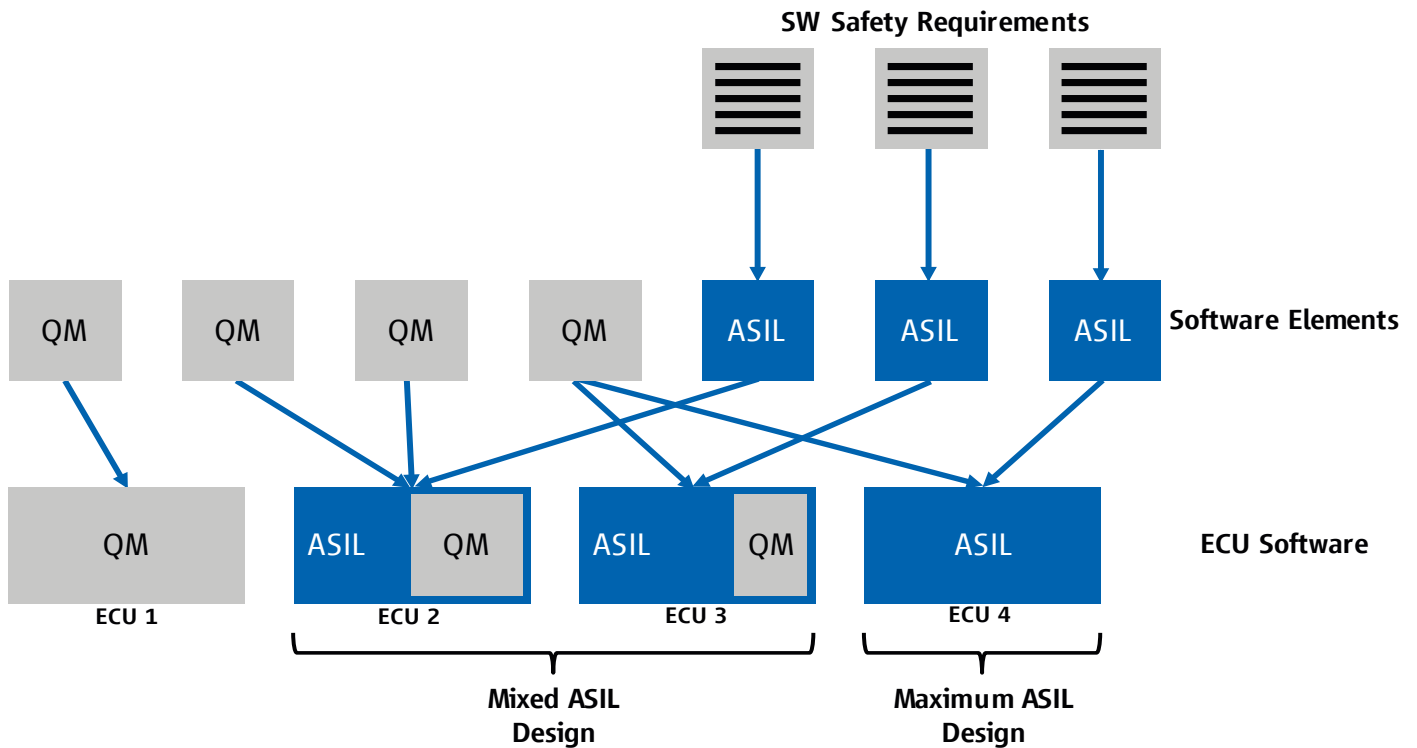 SW Safety Requirements
QM
QM
QM
QM
ASIL
ASIL
ASIL
Software Elements
QM
ASIL
QM
ASIL
QM
ASIL
ECU Software
ECU 1
ECU 2
ECU 3
ECU 4
Mixed ASIL
Design
Maximum ASIL
Design